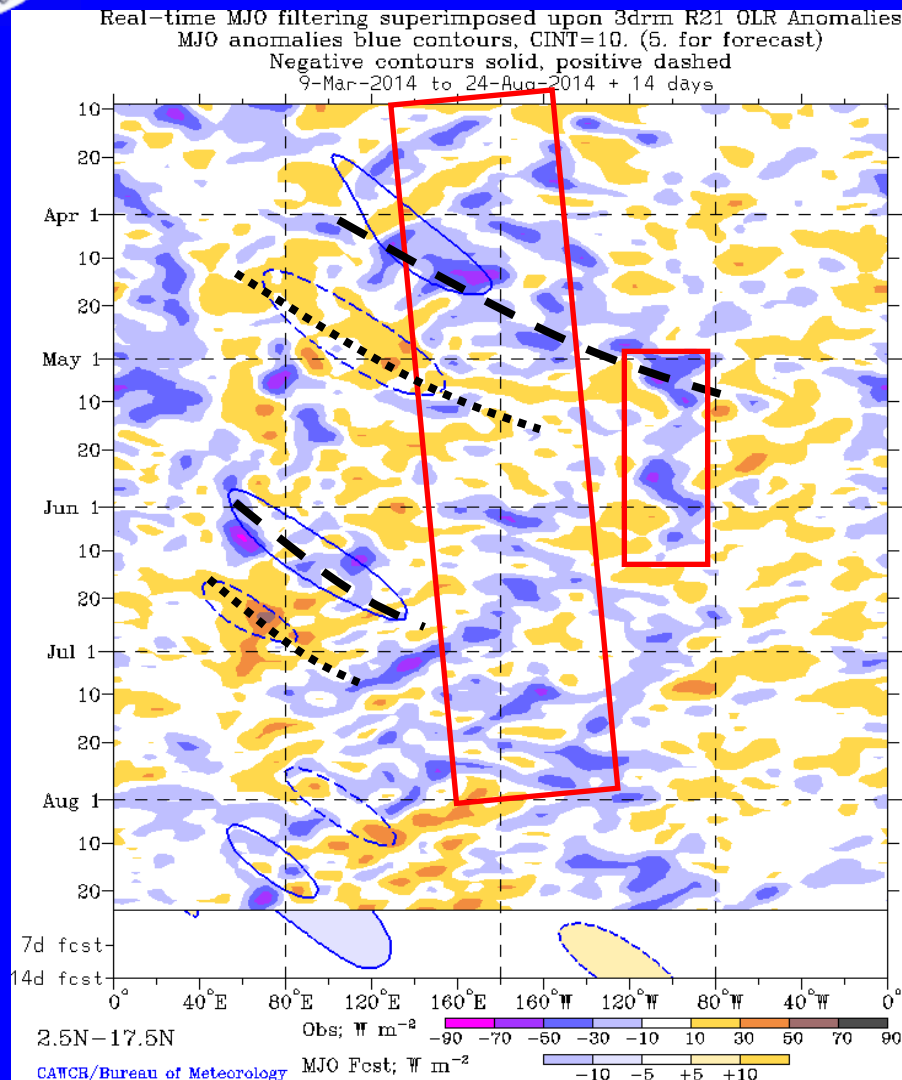 Real-time MJO filtering superimposed upon 3drm R21 OLR Anomalies
MJO anomalies blue contours, CINT=10. (5. for forecast)
Negative contours solid, positive dashed
9-Mar-2014 to 24-Aug-2014 + 14 days
10
20
Apr 1
10
20
May 1
10
20
Jun 1
10
20
Jul 1
10
20
Aug 1
10
20
7d fcst
14d fcst
0° 40°E 80°E 120°E 160°E 160°W 120°W 80°W 40°W 0°
2.5N-17.5N
Obs; W m⁻²
-90 -70 -50 -30 -10 10 30 50 70 90
CAWCR/Bureau of Meteorology
MJO Fcst; W m⁻²
-10 -5 +5 +10